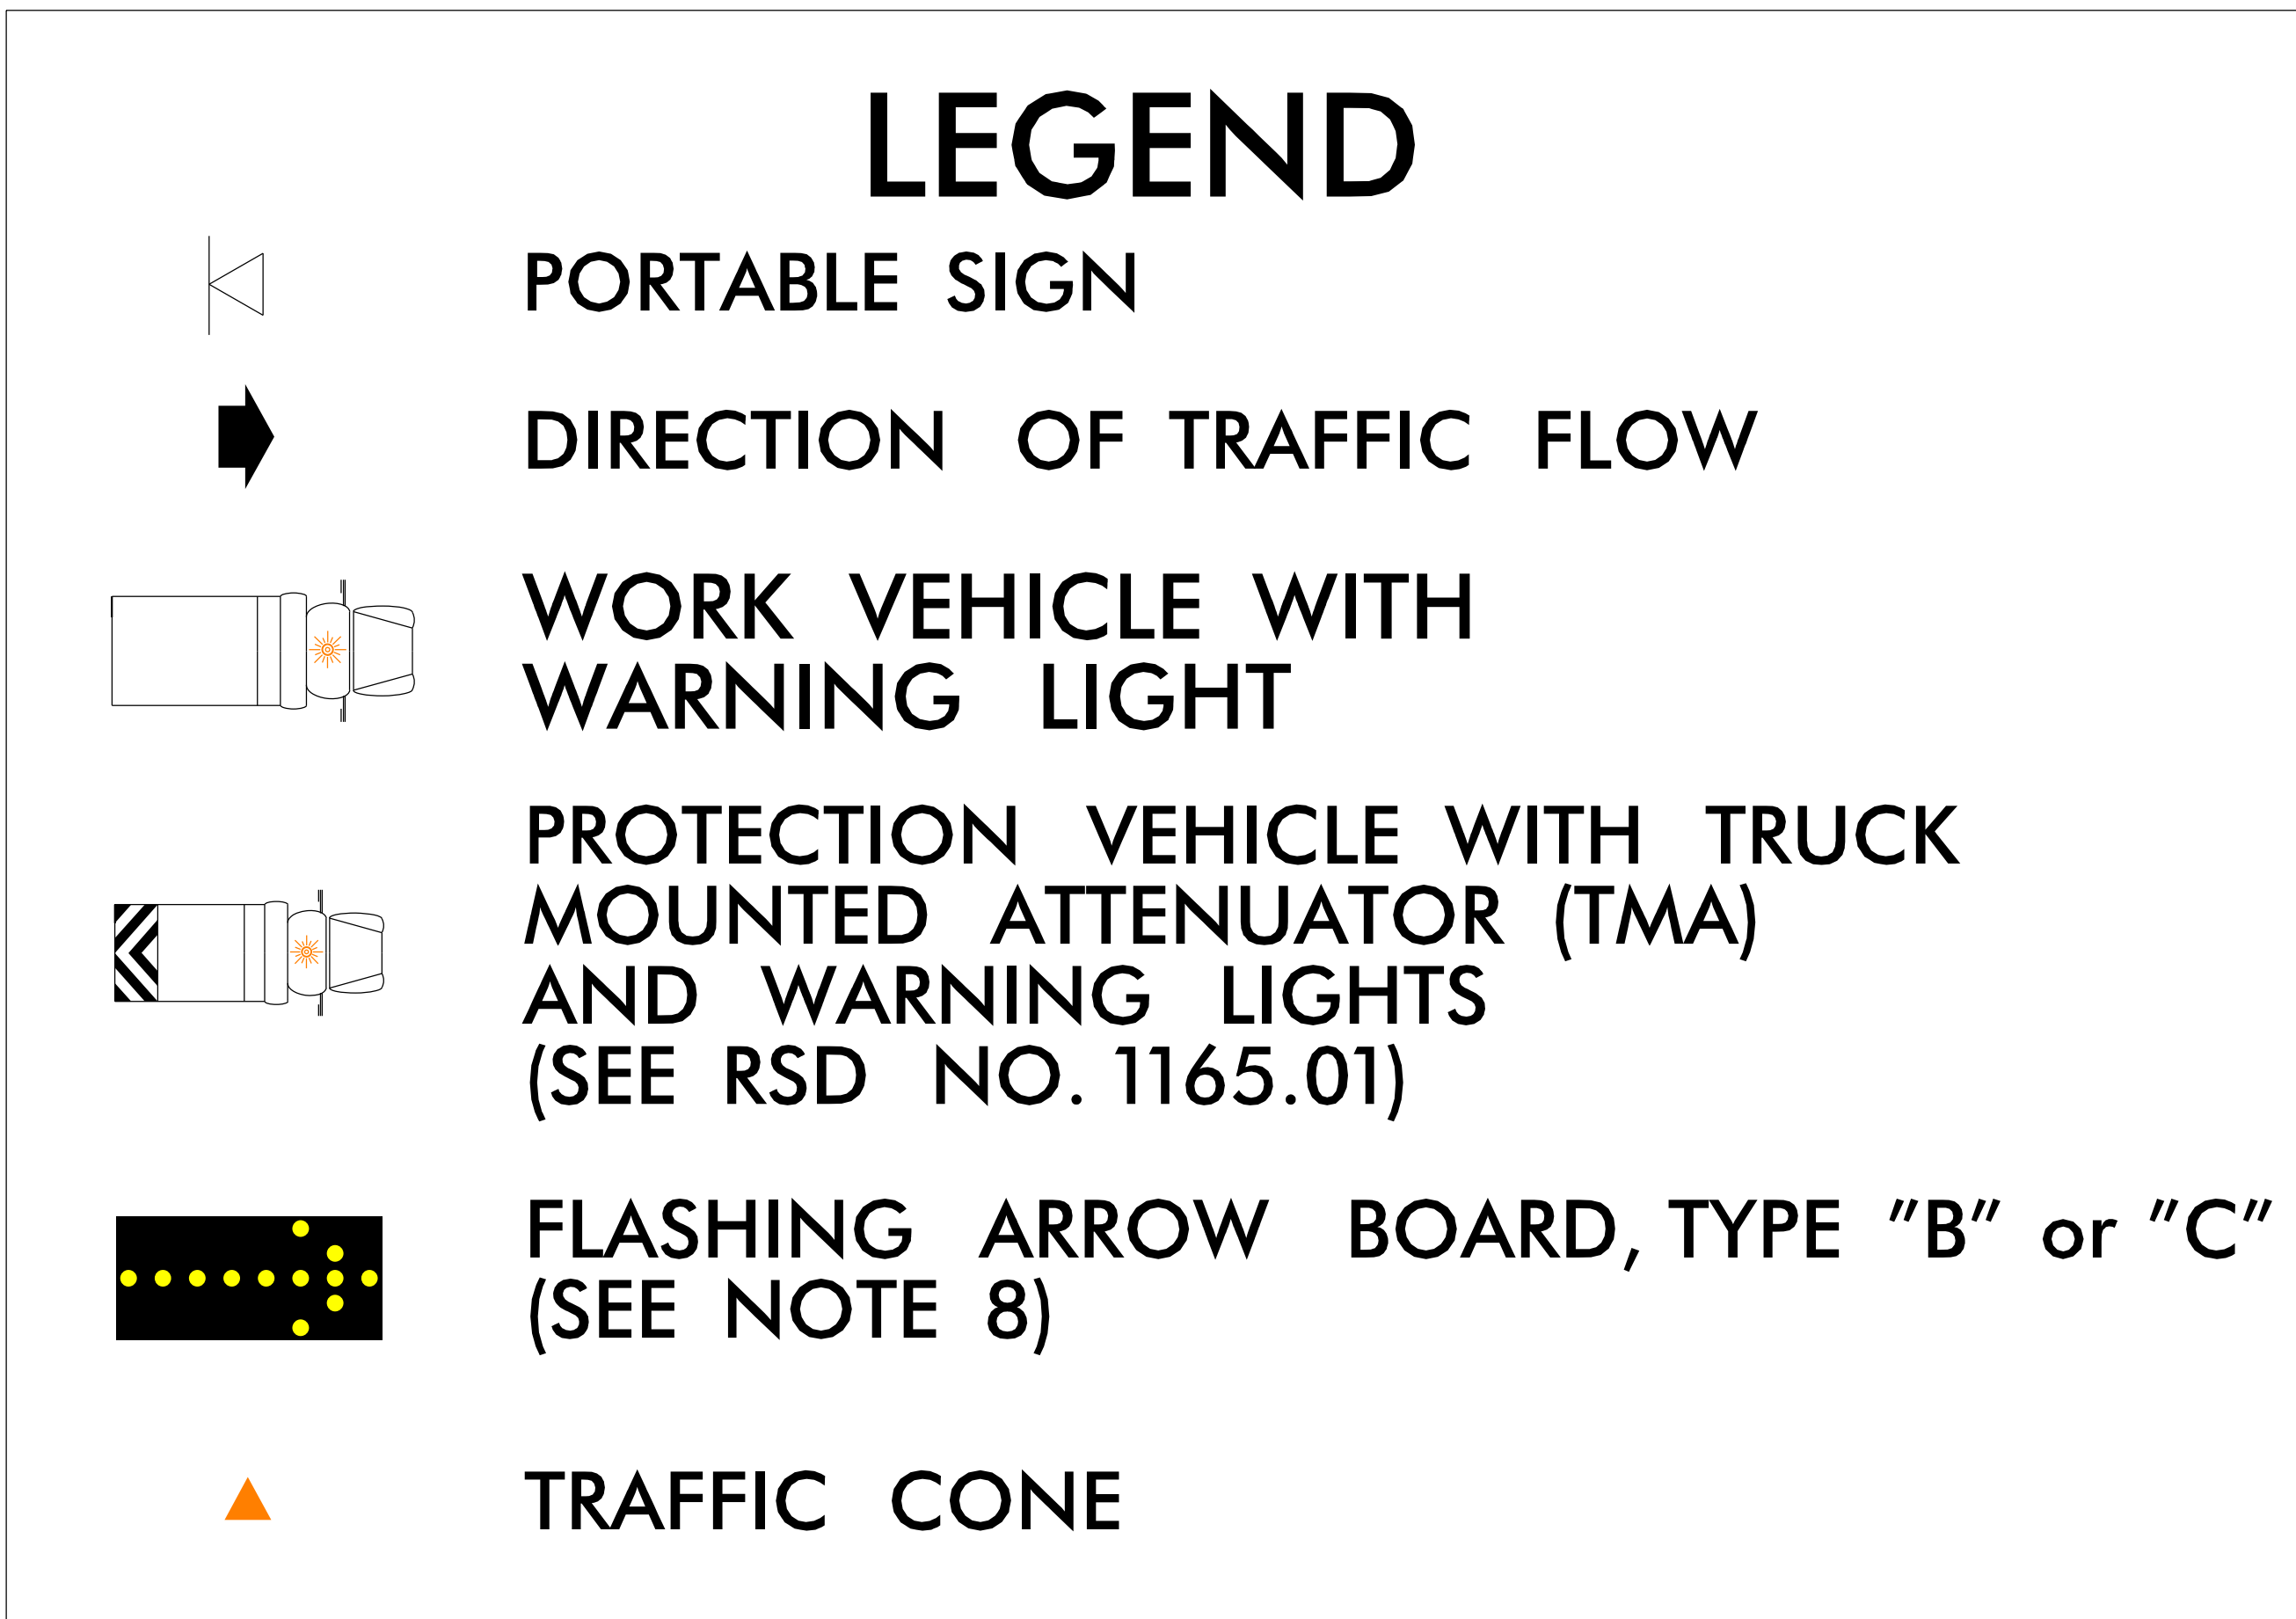 LEGEND
PORTABLE SIGN
DIRECTION OF TRAFFIC FLOW
WORK VEHICLE WITH
WARNING LIGHT
PROTECTION VEHICLE WITH TRUCK
MOUNTED ATTENUATOR (TMA)
AND WARNING LIGHTS
(SEE RSD NO. 1165.01)
FLASHING ARROW BOARD, TYPE "B" or "'C"
(SEE NOTE 8)
TRAFFIC CONE